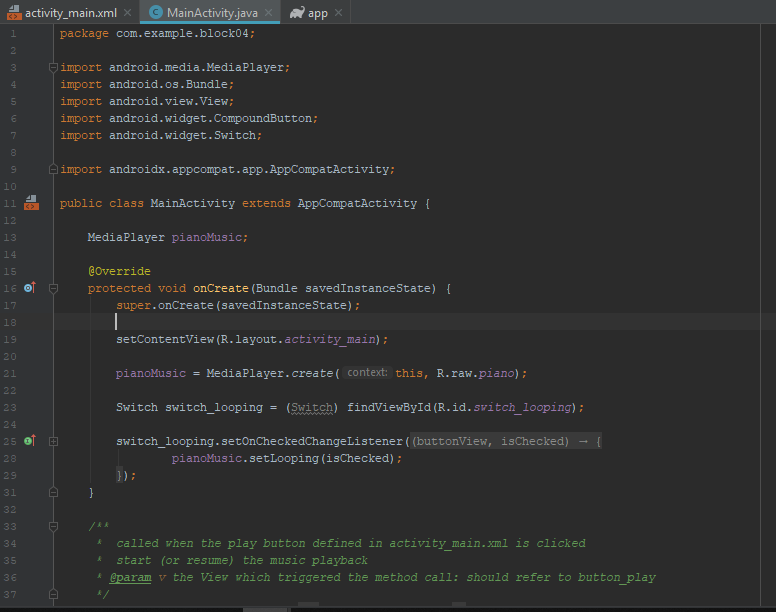 activity_main.xml MainActivity.java app
1 package com.example.block04;
2
3 import android.media.MediaPlayer;
4 import android.os.Bundle;
5 import android.view.View;
6 import android.widget.CompoundButton;
7 import android.widget.Switch;
8
9 import androidx.appcompat.app.AppCompatActivity;
10
11 public class MainActivity extends AppCompatActivity {
12
13 MediaPlayer pianoMusic;
14
15 @Override
16 protected void onCreate(Bundle savedInstanceState) {
17 super.onCreate(savedInstanceState);
18
19 setContentView(R.layout.activity_main);
20
21 pianoMusic = MediaPlayer.create( context: this, R.raw.piano);
22
23 Switch switch_looping = (Switch) findViewById(R.id.switch_looping);
24
25 switch_looping.setOnCheckedChangeListener((buttonView, isChecked) → {
28 pianoMusic.setLooping(isChecked);
29 });
31 }
32
33 /**
34 * called when the play button defined in activity_main.xml is clicked
35 * start (or resume) the music playback
36 * @param v the View which triggered the method call: should refer to button_play
37 */